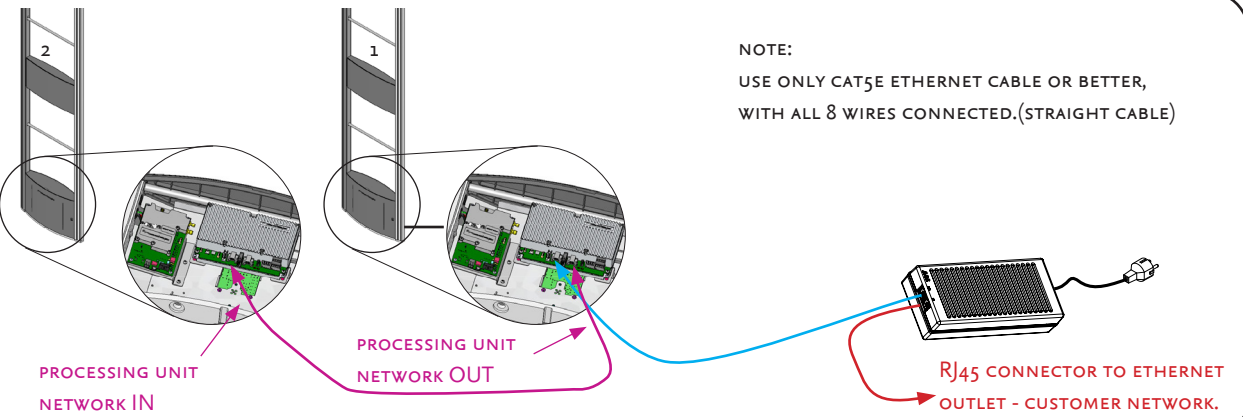 2
1
NOTE:
USE ONLY CAT5E ETHERNET CABLE OR BETTER,
WITH ALL 8 WIRES CONNECTED.(STRAIGHT CABLE)
PROCESSING UNIT
NETWORK OUT
PROCESSING UNIT
NETWORK IN
RJ45 CONNECTOR TO ETHERNET
OUTLET - CUSTOMER NETWORK.